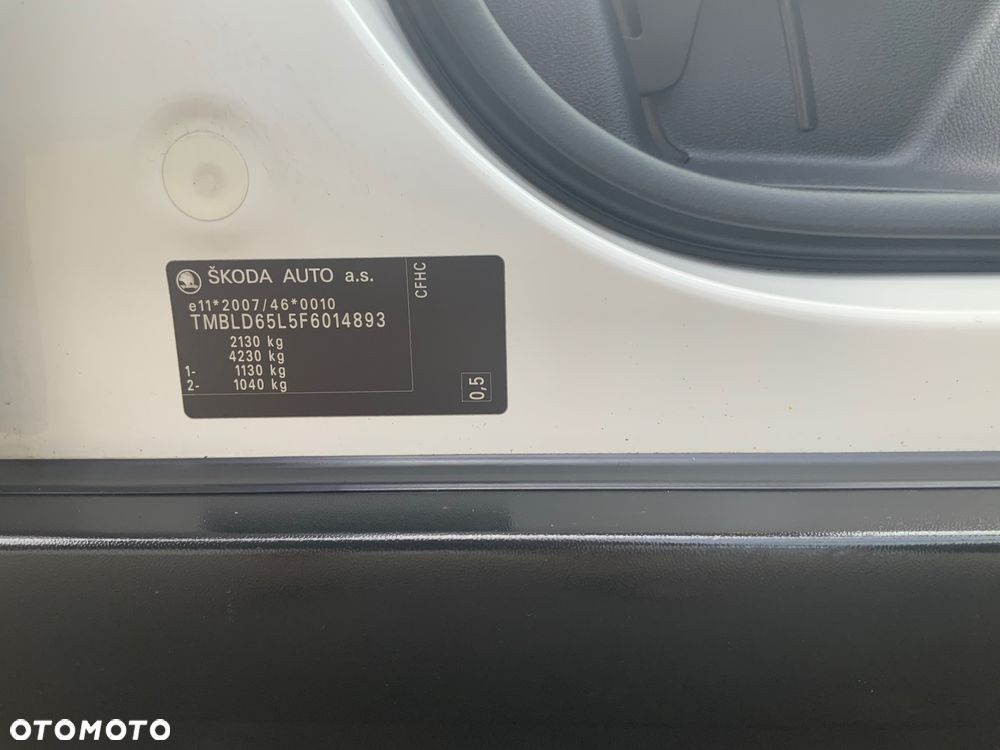 ŠKODA AUTO a.s.
CFHC
e11*2007/46*0010
TMBLD65L5F6014893
2130 kg
4230 kg
1- 1130 kg
2- 1040 kg
0,5
OTOMOTO